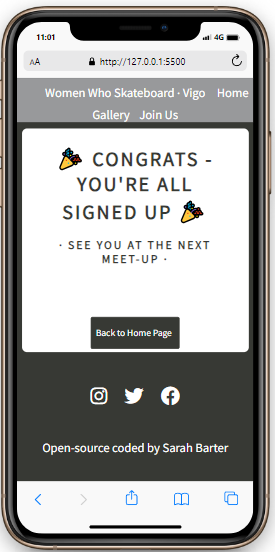 11:01
4G
AA
http://127.0.0.1:5500
Women Who Skateboard · Vigo Home
Gallery Join Us
CONGRATS -
YOU'RE ALL
SIGNED UP
· SEE YOU AT THE NEXT
MEET-UP ·
Back to Home Page
Open-source coded by Sarah Barter